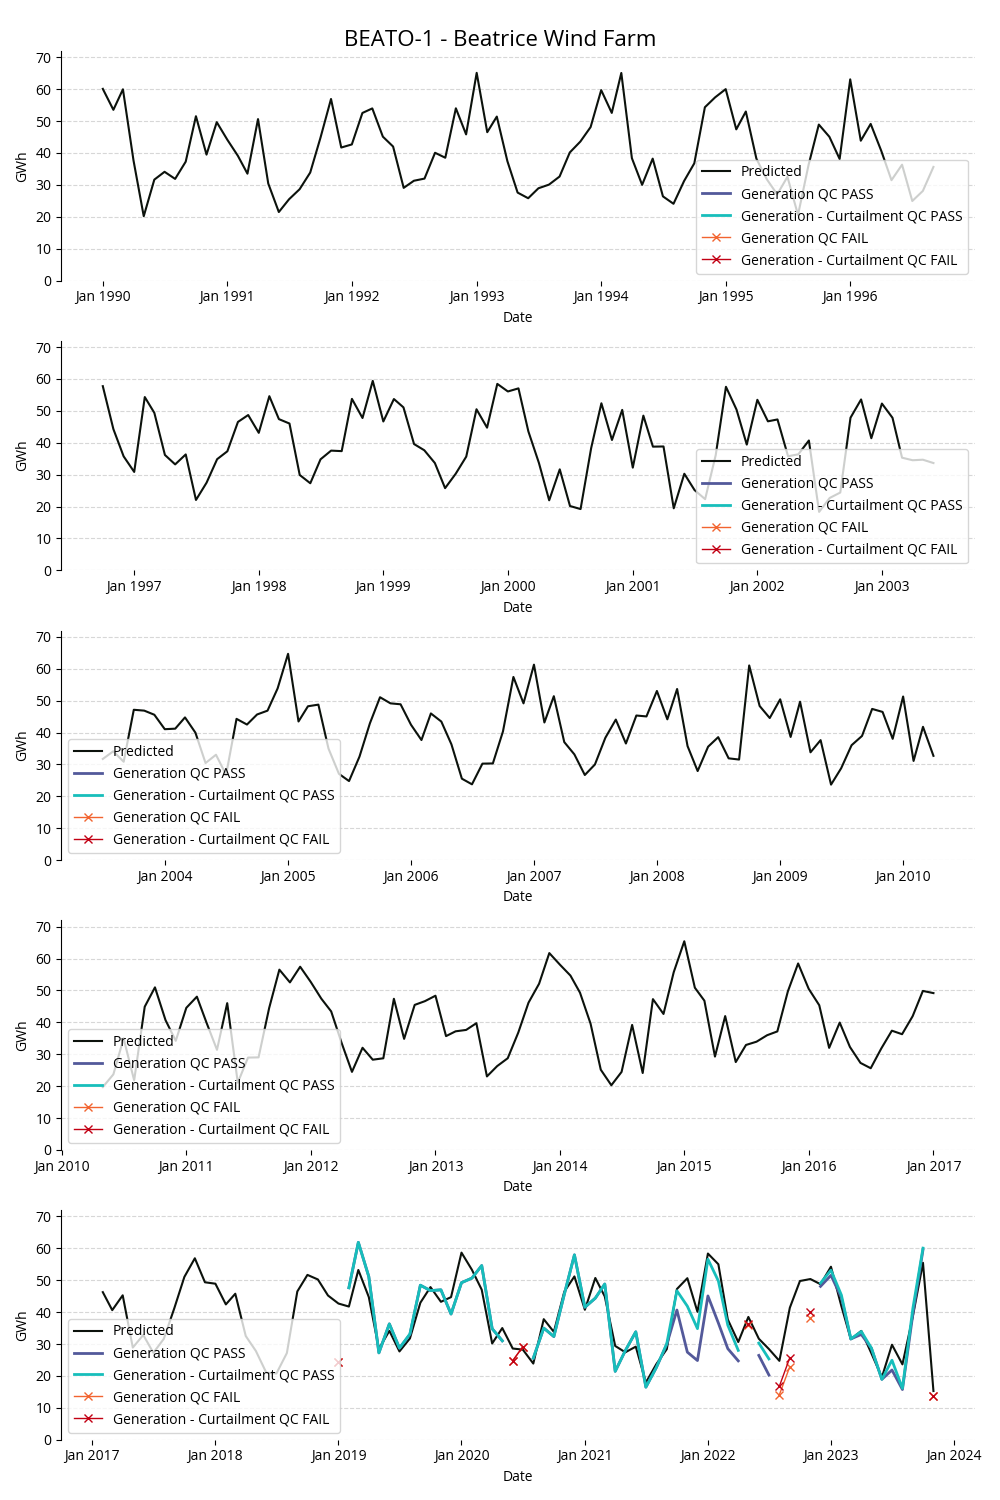 BEATO-1 - Beatrice Wind Farm
70
60
50
40
30
20
10
0
GWh
Predicted
Generation QC PASS
Generation - Curtailment QC PASS
Generation QC FAIL
Generation - Curtailment QC FAIL
Jan 1990 Jan 1991 Jan 1992 Jan 1993 Jan 1994 Jan 1995 Jan 1996
Date
70
60
50
40
30
20
10
0
GWh
Predicted
Generation QC PASS
Generation - Curtailment QC PASS
Generation QC FAIL
Generation - Curtailment QC FAIL
Jan 1997 Jan 1998 Jan 1999 Jan 2000 Jan 2001 Jan 2002 Jan 2003
Date
70
60
50
40
30
20
10
0
GWh
Predicted
Generation QC PASS
Generation - Curtailment QC PASS
Generation QC FAIL
Generation - Curtailment QC FAIL
Jan 2004 Jan 2005 Jan 2006 Jan 2007 Jan 2008 Jan 2009 Jan 2010
Date
70
60
50
40
30
20
10
0
GWh
Predicted
Generation QC PASS
Generation - Curtailment QC PASS
Generation QC FAIL
Generation - Curtailment QC FAIL
Jan 2010 Jan 2011 Jan 2012 Jan 2013 Jan 2014 Jan 2015 Jan 2016 Jan 2017
Date
70
60
50
40
30
20
10
0
GWh
Predicted
Generation QC PASS
Generation - Curtailment QC PASS
Generation QC FAIL
Generation - Curtailment QC FAIL
Jan 2017 Jan 2018 Jan 2019 Jan 2020 Jan 2021 Jan 2022 Jan 2023 Jan 2024
Date